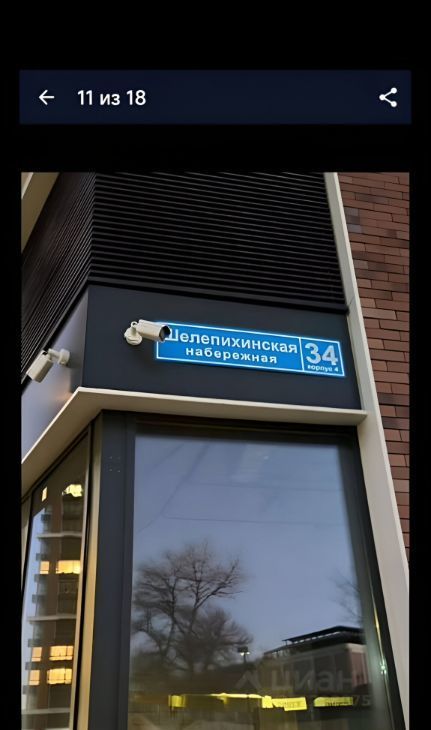 11 из 18
Шелепихинская
набережная
34
корпус 4
циан